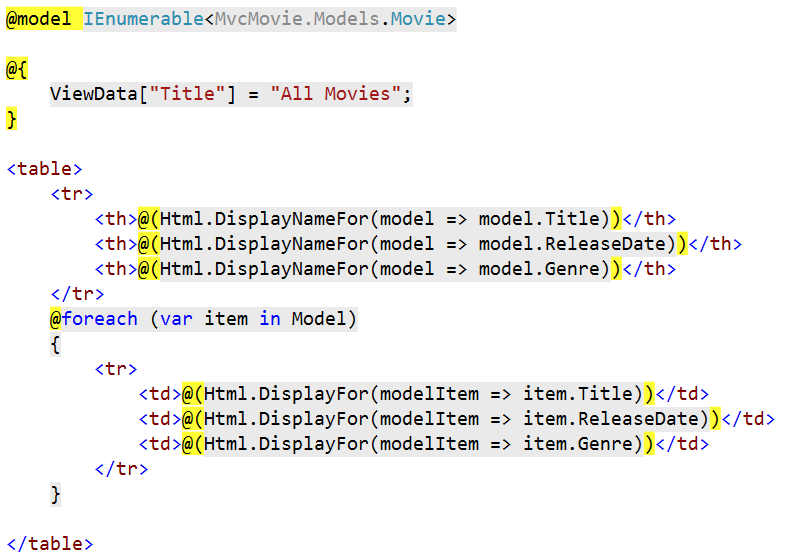 @model IEnumerable<MvcMovie.Models.Movie>
@{
ViewData["Title"] = "All Movies";
}
<table>
<tr>
<th>@(Html.DisplayNameFor(model => model.Title))</th>
<th>@(Html.DisplayNameFor(model => model.ReleaseDate))</th>
<th>@(Html.DisplayNameFor(model => model.Genre))</th>
</tr>
@foreach (var item in Model)
{
<tr>
<td>@(Html.DisplayFor(modelItem => item.Title))</td>
<td>@(Html.DisplayFor(modelItem => item.ReleaseDate))</td>
<td>@(Html.DisplayFor(modelItem => item.Genre))</td>
</tr>
}
</table>